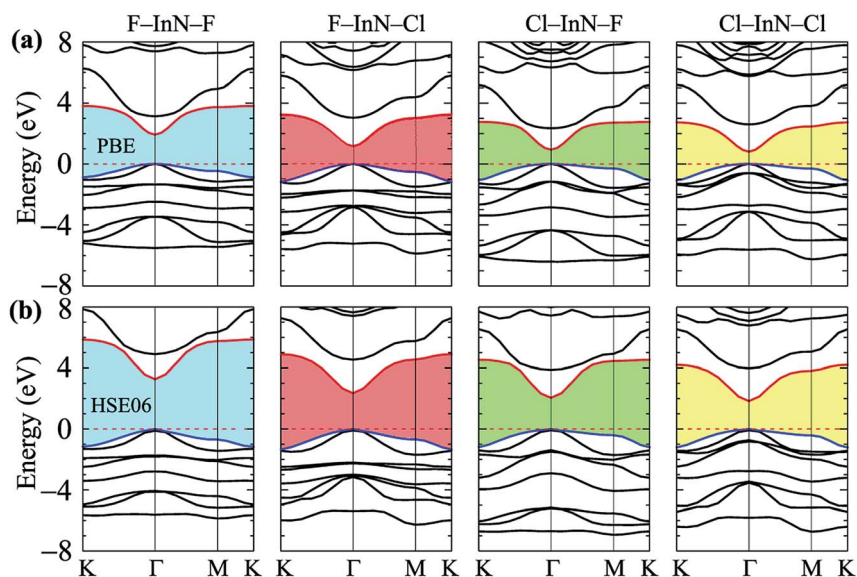 F–InN–F F–InN–Cl Cl–InN–F Cl–InN–Cl
(a)
8
4
0
–4
–8
Energy (eV)
PBE
(b)
8
4
0
–4
–8
Energy (eV)
HSE06
K Γ M K K Γ M K K Γ M K K Γ M K